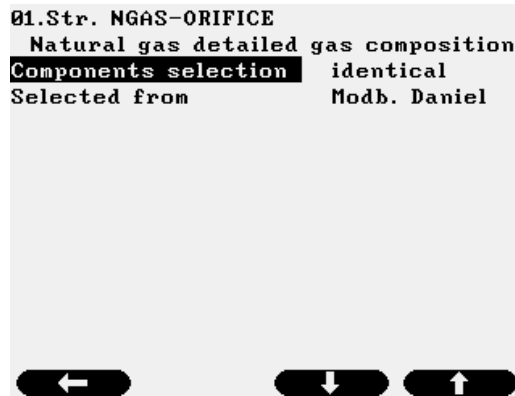 01.Str. NGAS-ORIFICE
Natural gas detailed gas composition
Components selection identical
Selected from Modb. Daniel